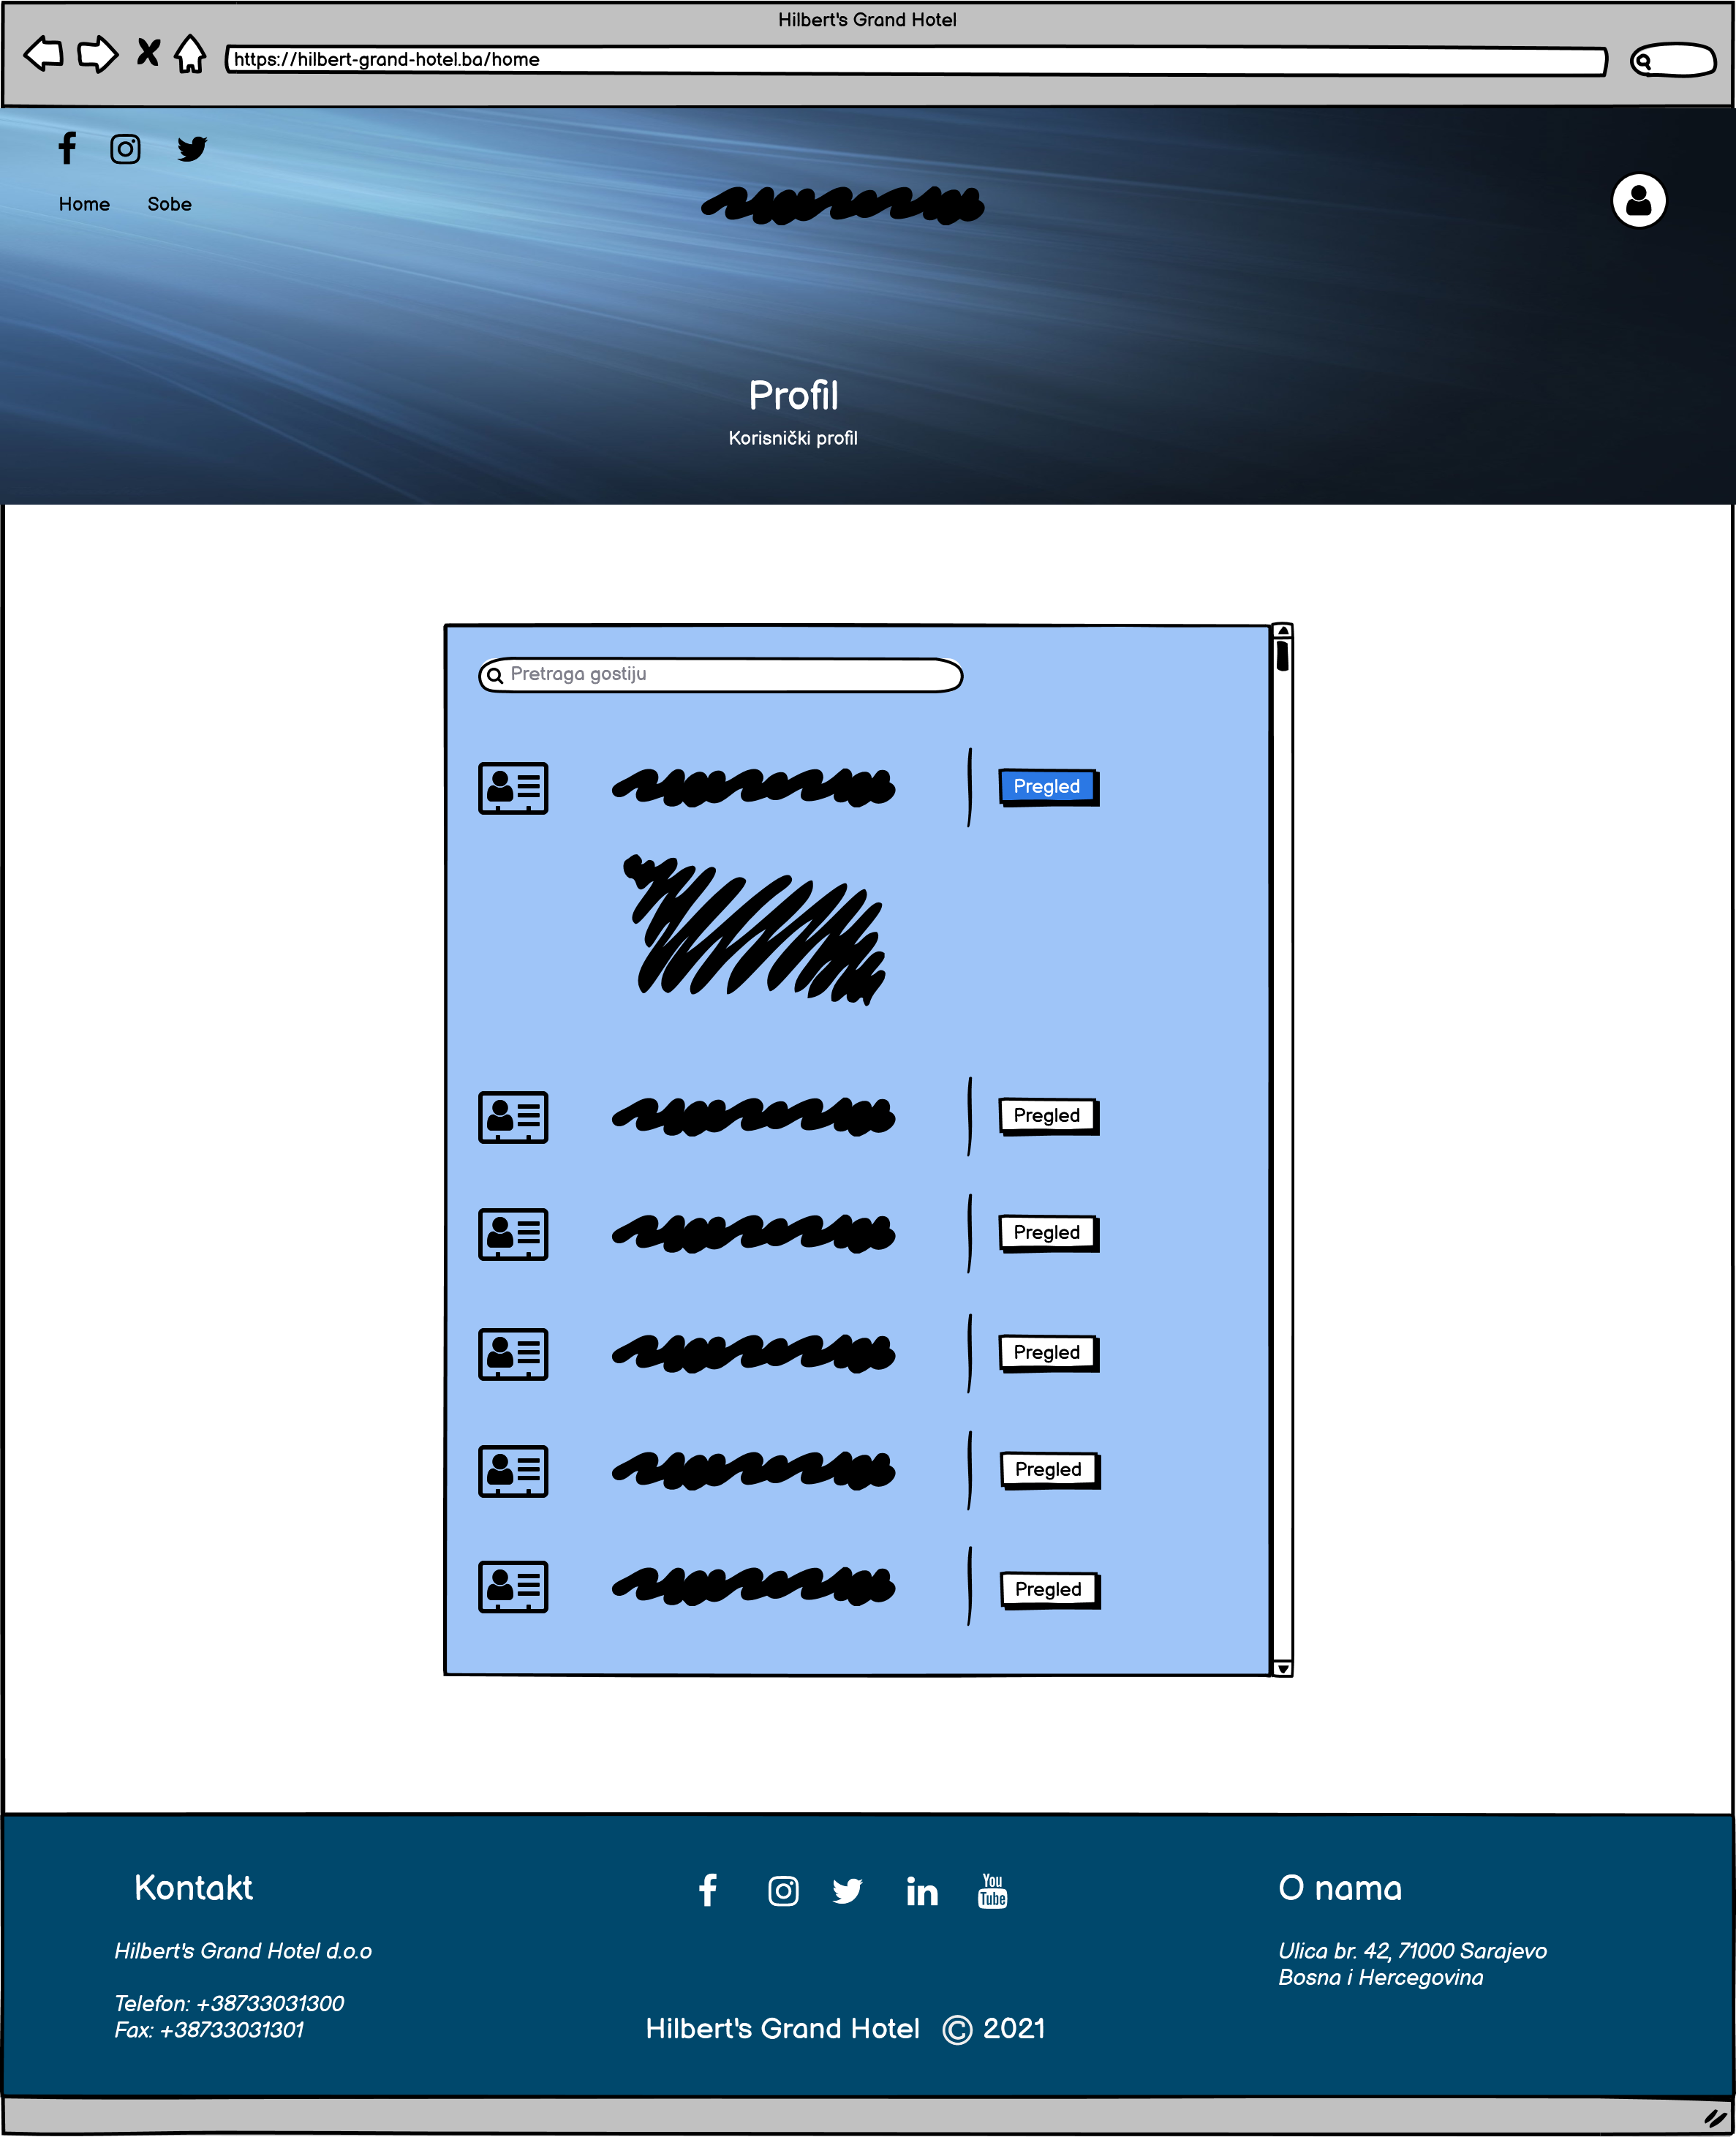 Hilbert's Grand Hotel
https://hilbert-grand-hotel.ba/home
Home Sobe
Profil
Korisnički profil
Pretraga gostiju
Pregled
Pregled
Pregled
Pregled
Pregled
Pregled
Kontakt
Hilbert's Grand Hotel d.o.o
Telefon: +38733031300
Fax: +38733031301
You
Tube
in
Hilbert's Grand Hotel © 2021
O nama
Ulica br. 42, 71000 Sarajevo
Bosna i Hercegovina